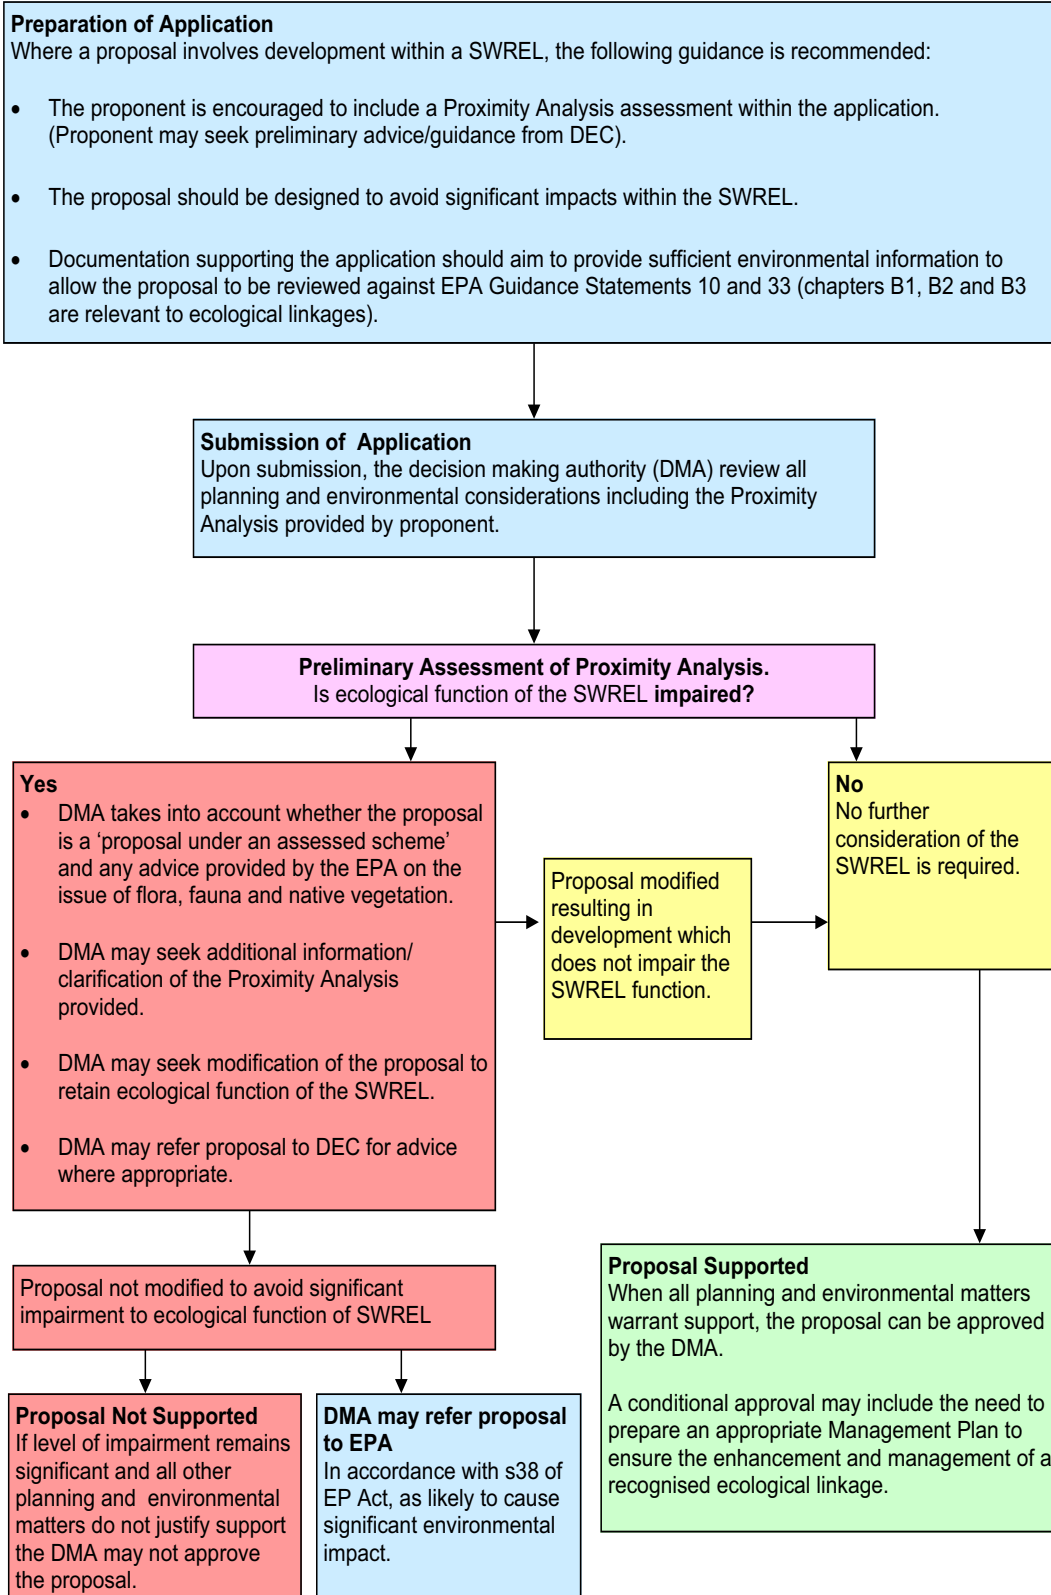 Preparation of Application
Where a proposal involves development within a SWREL, the following guidance is recommended:
• The proponent is encouraged to include a Proximity Analysis assessment within the application.
(Proponent may seek preliminary advice/guidance from DEC).
• The proposal should be designed to avoid significant impacts within the SWREL.
• Documentation supporting the application should aim to provide sufficient environmental information to
allow the proposal to be reviewed against EPA Guidance Statements 10 and 33 (chapters B1, B2 and B3
are relevant to ecological linkages).
Submission of Application
Upon submission, the decision making authority (DMA) review all
planning and environmental considerations including the Proximity
Analysis provided by proponent.
Preliminary Assessment of Proximity Analysis.
Is ecological function of the SWREL impaired?
Yes
• DMA takes into account whether the proposal
is a ‘proposal under an assessed scheme’
and any advice provided by the EPA on the
issue of flora, fauna and native vegetation.
• DMA may seek additional information/
clarification of the Proximity Analysis
provided.
• DMA may seek modification of the proposal to
retain ecological function of the SWREL.
• DMA may refer proposal to DEC for advice
where appropriate.
Proposal modified
resulting in
development which
does not impair the
SWREL function.
No
No further
consideration of the
SWREL is required.
Proposal not modified to avoid significant
impairment to ecological function of SWREL
Proposal Not Supported
If level of impairment remains
significant and all other
planning and environmental
matters do not justify support
the DMA may not approve
the proposal.
DMA may refer proposal
to EPA
In accordance with s38 of
EP Act, as likely to cause
significant environmental
impact.
Proposal Supported
When all planning and environmental matters
warrant support, the proposal can be approved
by the DMA.
A conditional approval may include the need to
prepare an appropriate Management Plan to
ensure the enhancement and management of a
recognised ecological linkage.